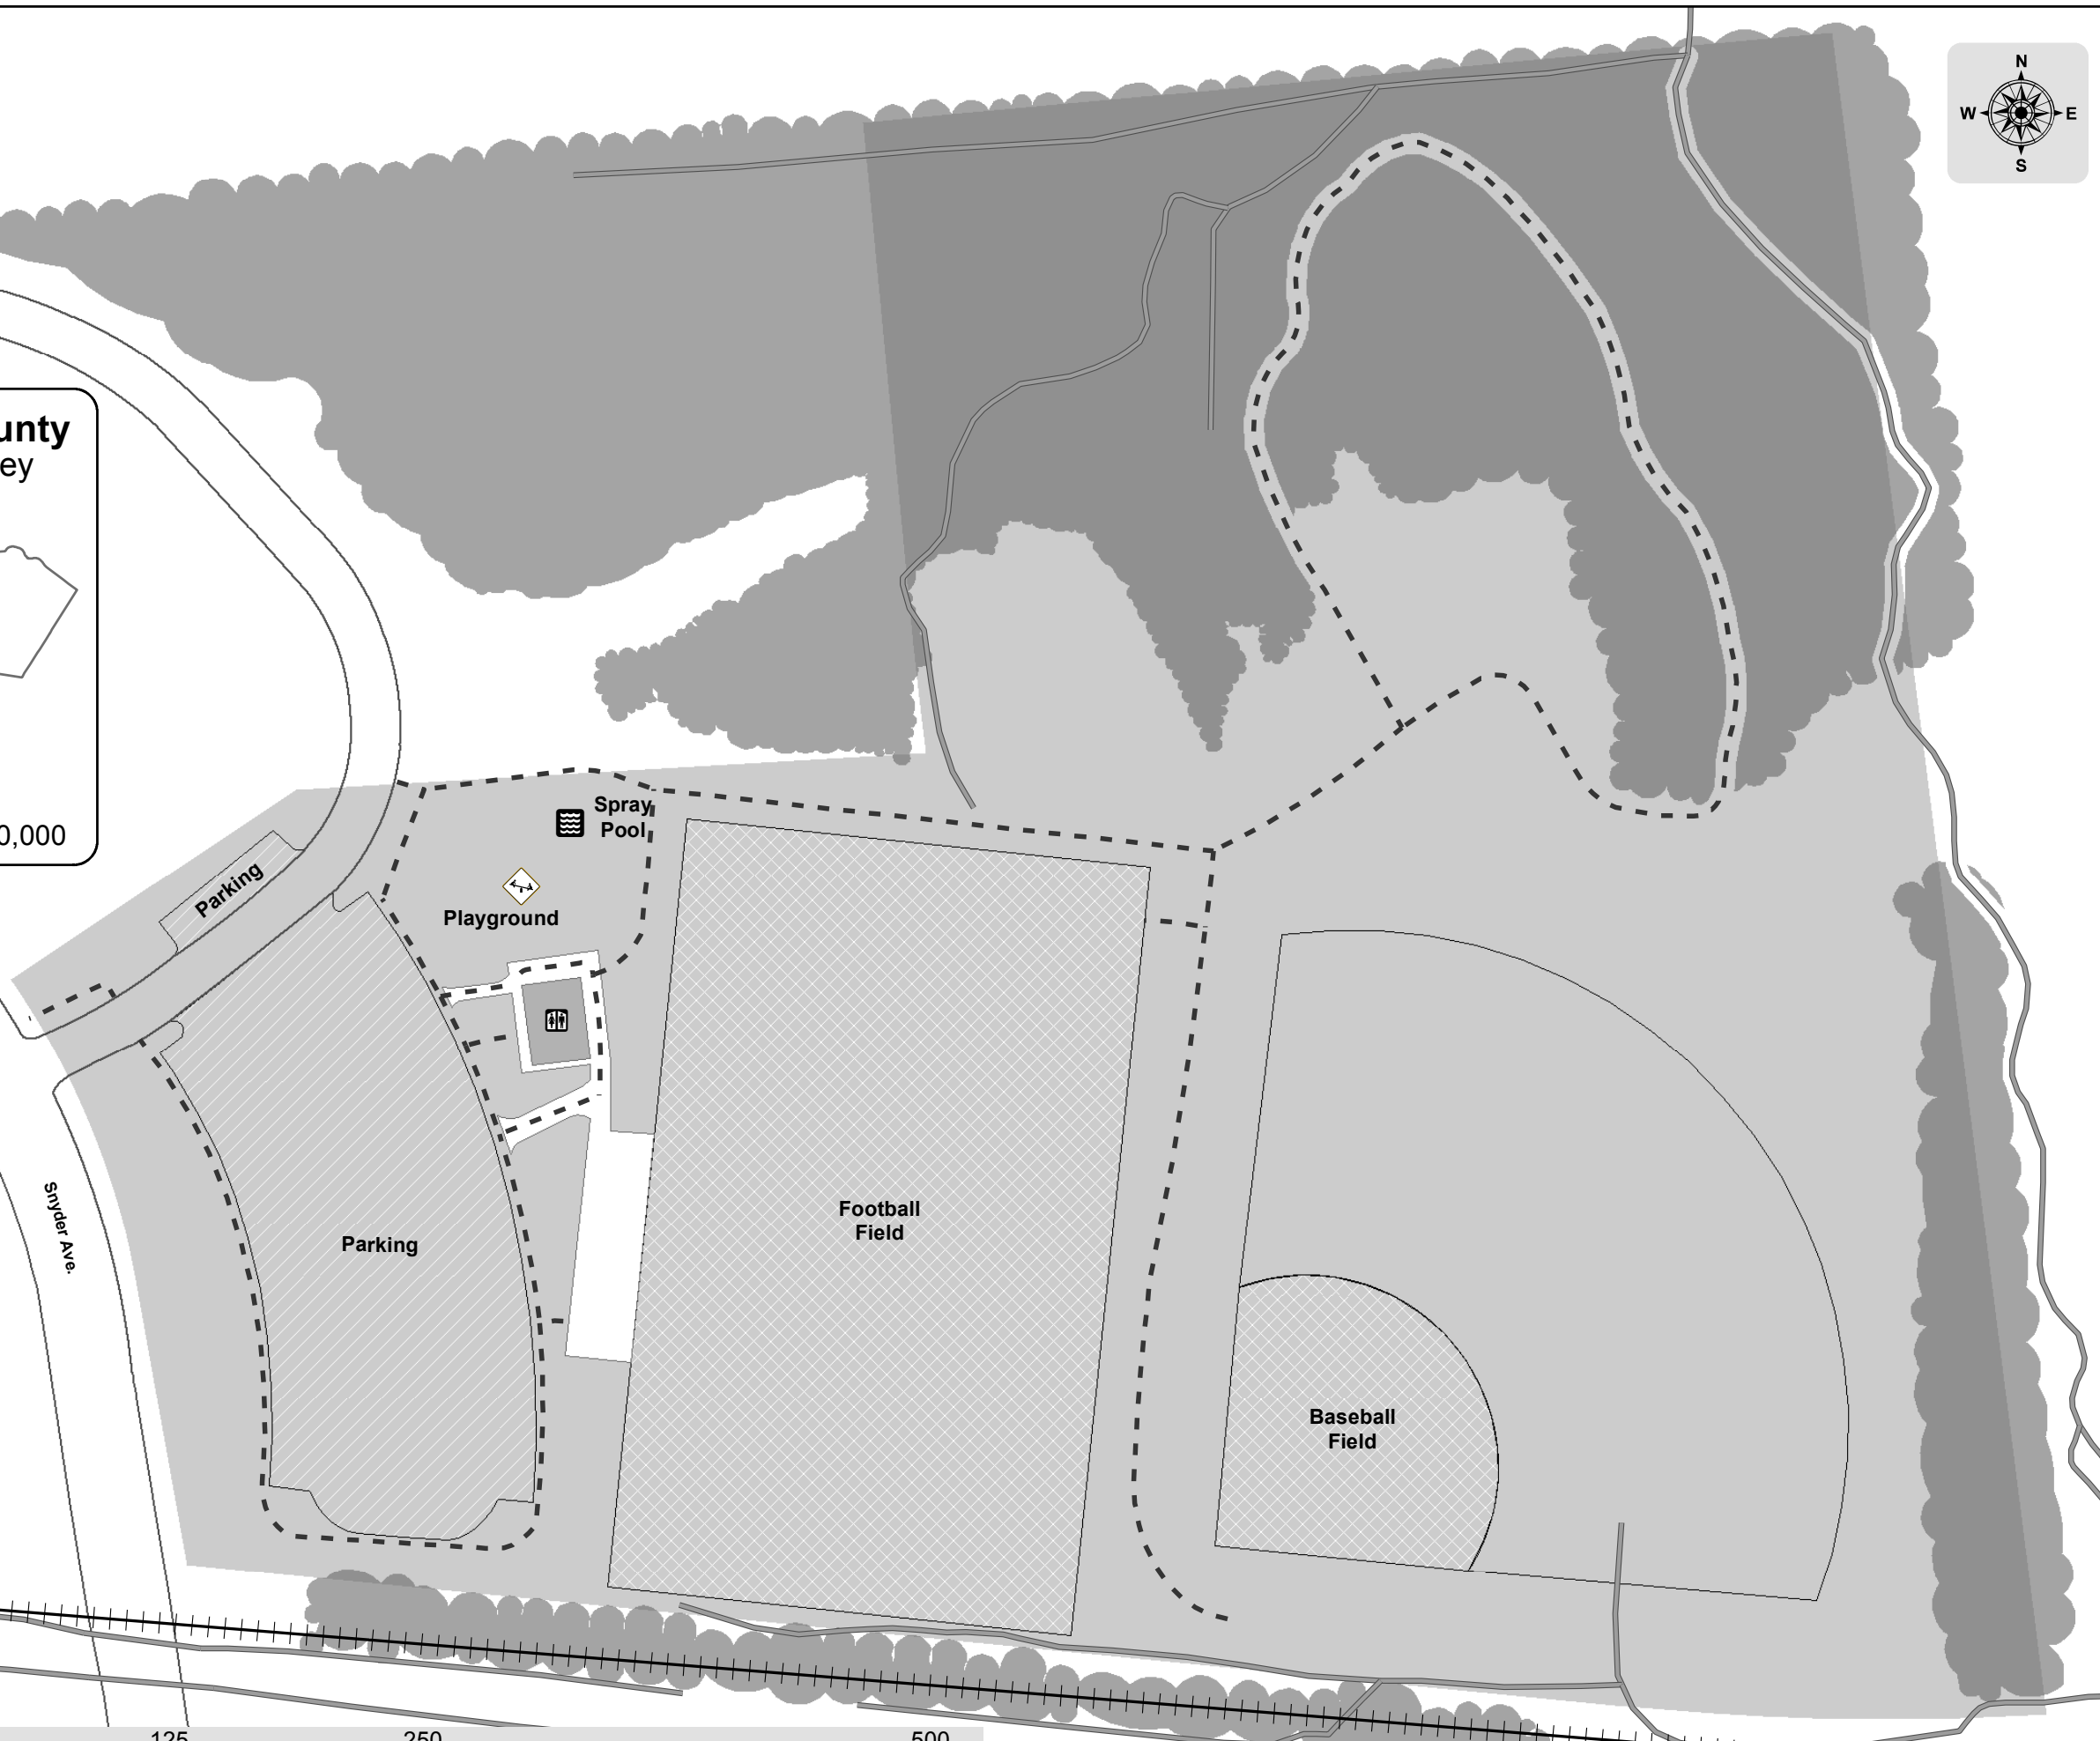 N
W E
S
unty
ey
0,000
Spray
Pool
Parking
Playground
Snyder Ave.
Football
Field
Parking
Baseball
Field
125 250 500